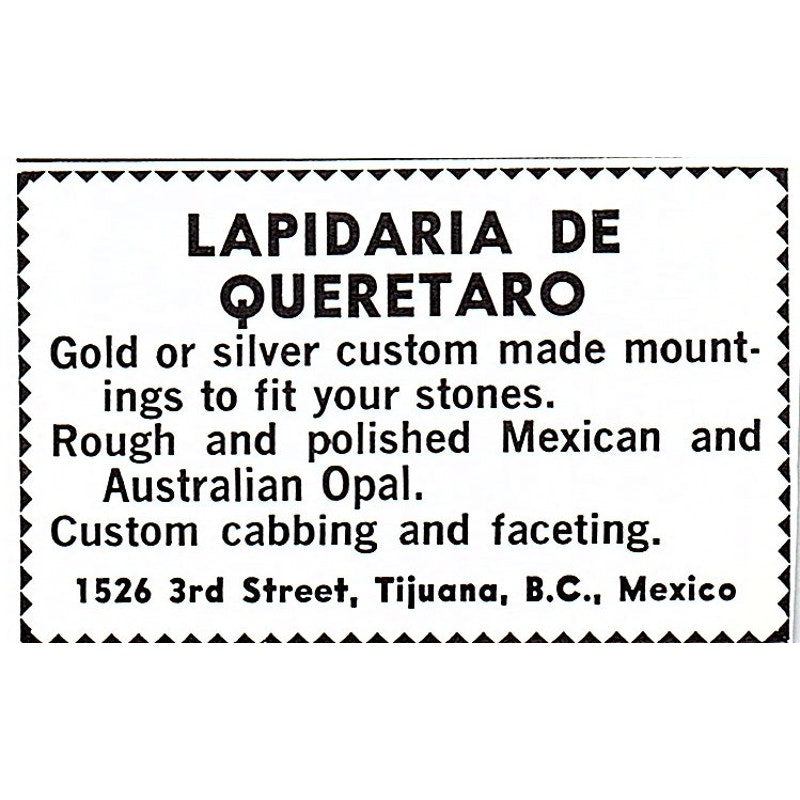 LAPIDARIA DE
QUERETARO
Gold or silver custom made mount-
ings to fit your stones.
Rough and polished Mexican and
Australian Opal.
Custom cabbing and faceting.
1526 3rd Street, Tijuana, B.C., Mexico